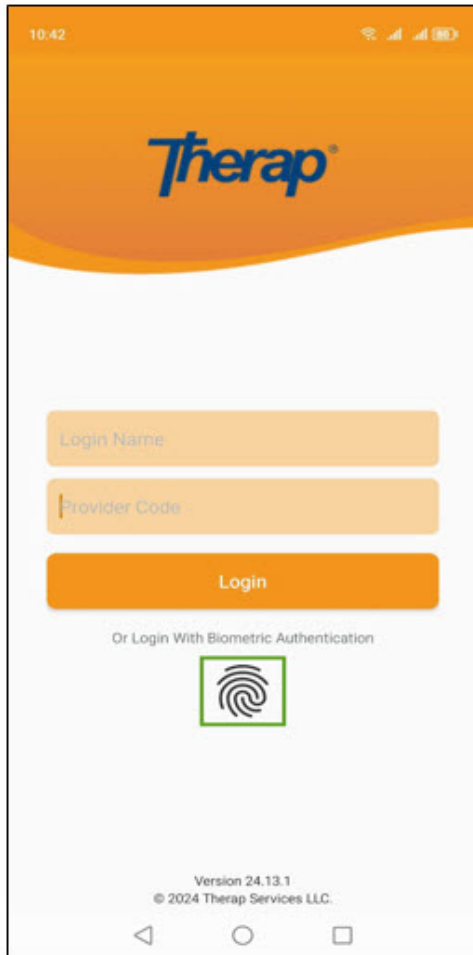 10:42
Therap®
Login Name
Provider Code
Login
Or Login With Biometric Authentication
Version 24.13.1
© 2024 Therap Services LLC.